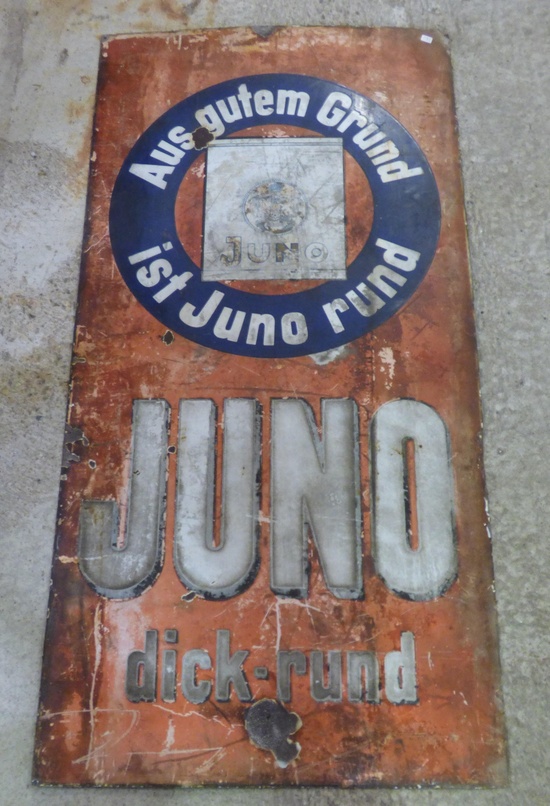 Aus gutem Grund
JUNO
ist Juno rund
JUNO
dick-rund